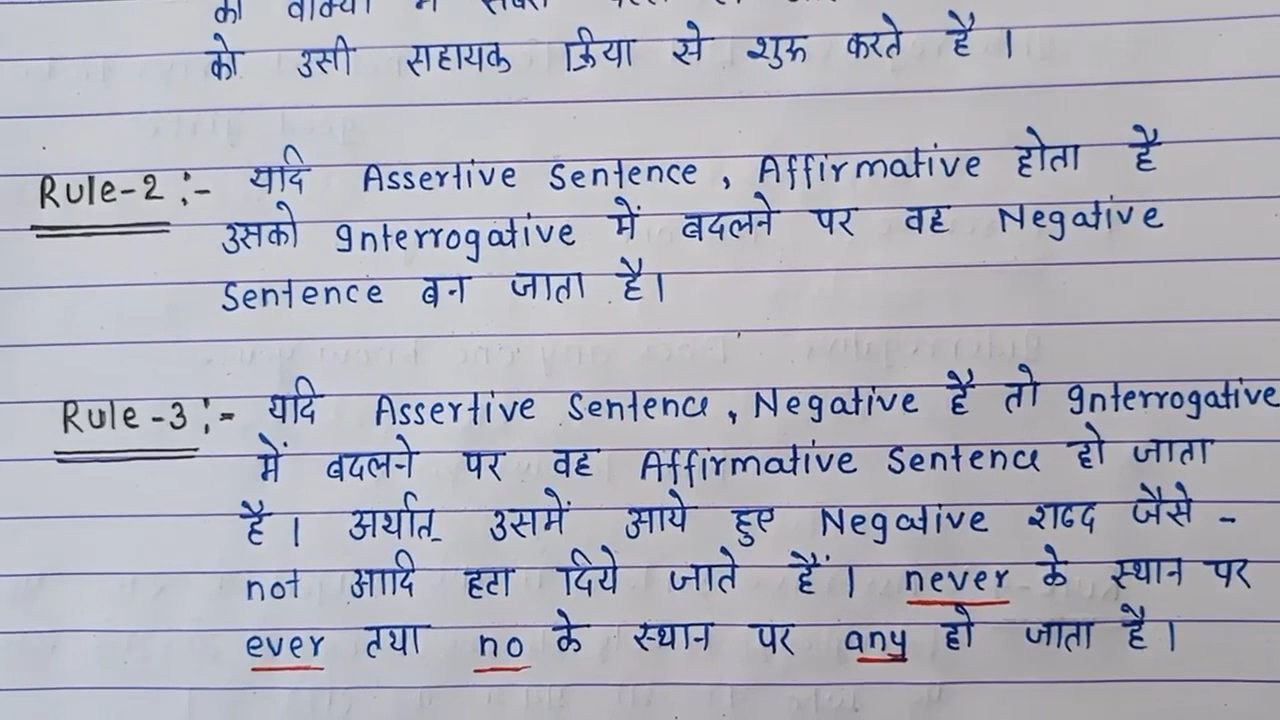 को उसी सहायक क्रिया से शुरू करते है ।
Rule-2 :- यदि Assertive Sentence, Affirmative होता है
उसको Interrogative में बदलने पर वह Negative
Sentence बन जाता है।
Rule-3 :- यदि Assertive Sentence, Negative है तो Interrogative
में बदलने पर वह Affirmative Sentence हो जाता
है । अर्थात् उसमें आये हुए Negative शब्द जैसे -
not आदि हटा दिये जाते हैं । never के स्थान पर
ever तथा no के स्थान पर any हो जाता है ।